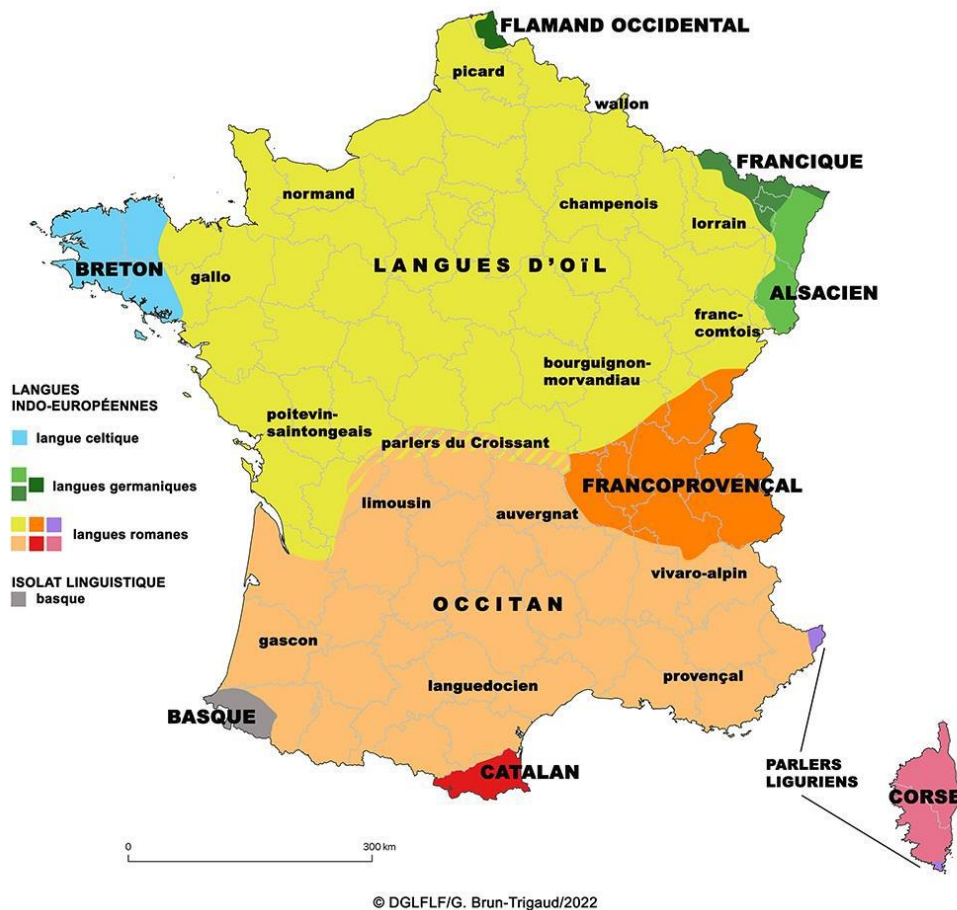 FLAMAND OCCIDENTAL
picard
wallon
FRANCIQUE
normand
champenois
lorrain
BRETON
gallo
LANGUES D'OïL
ALSACIEN
franc-
comtois
bourguignon-
morvandiau
LANGUES
INDO-EUROPÉENNES
langue celtique
langues germaniques
langues romanes
ISOLAT LINGUISTIQUE
basque
poitevin-
saintongeais
parlers du Croissant
FRANCOPROVENÇAL
limousin
auvergnat
vivaro-alpin
OCCITAN
gascon
languedocien
provençal
BASQUE
CATALAN
PARLERS
LIGURIENS
CORSE
0
300 km
© DGLFLF/G. Brun-Trigaud/2022